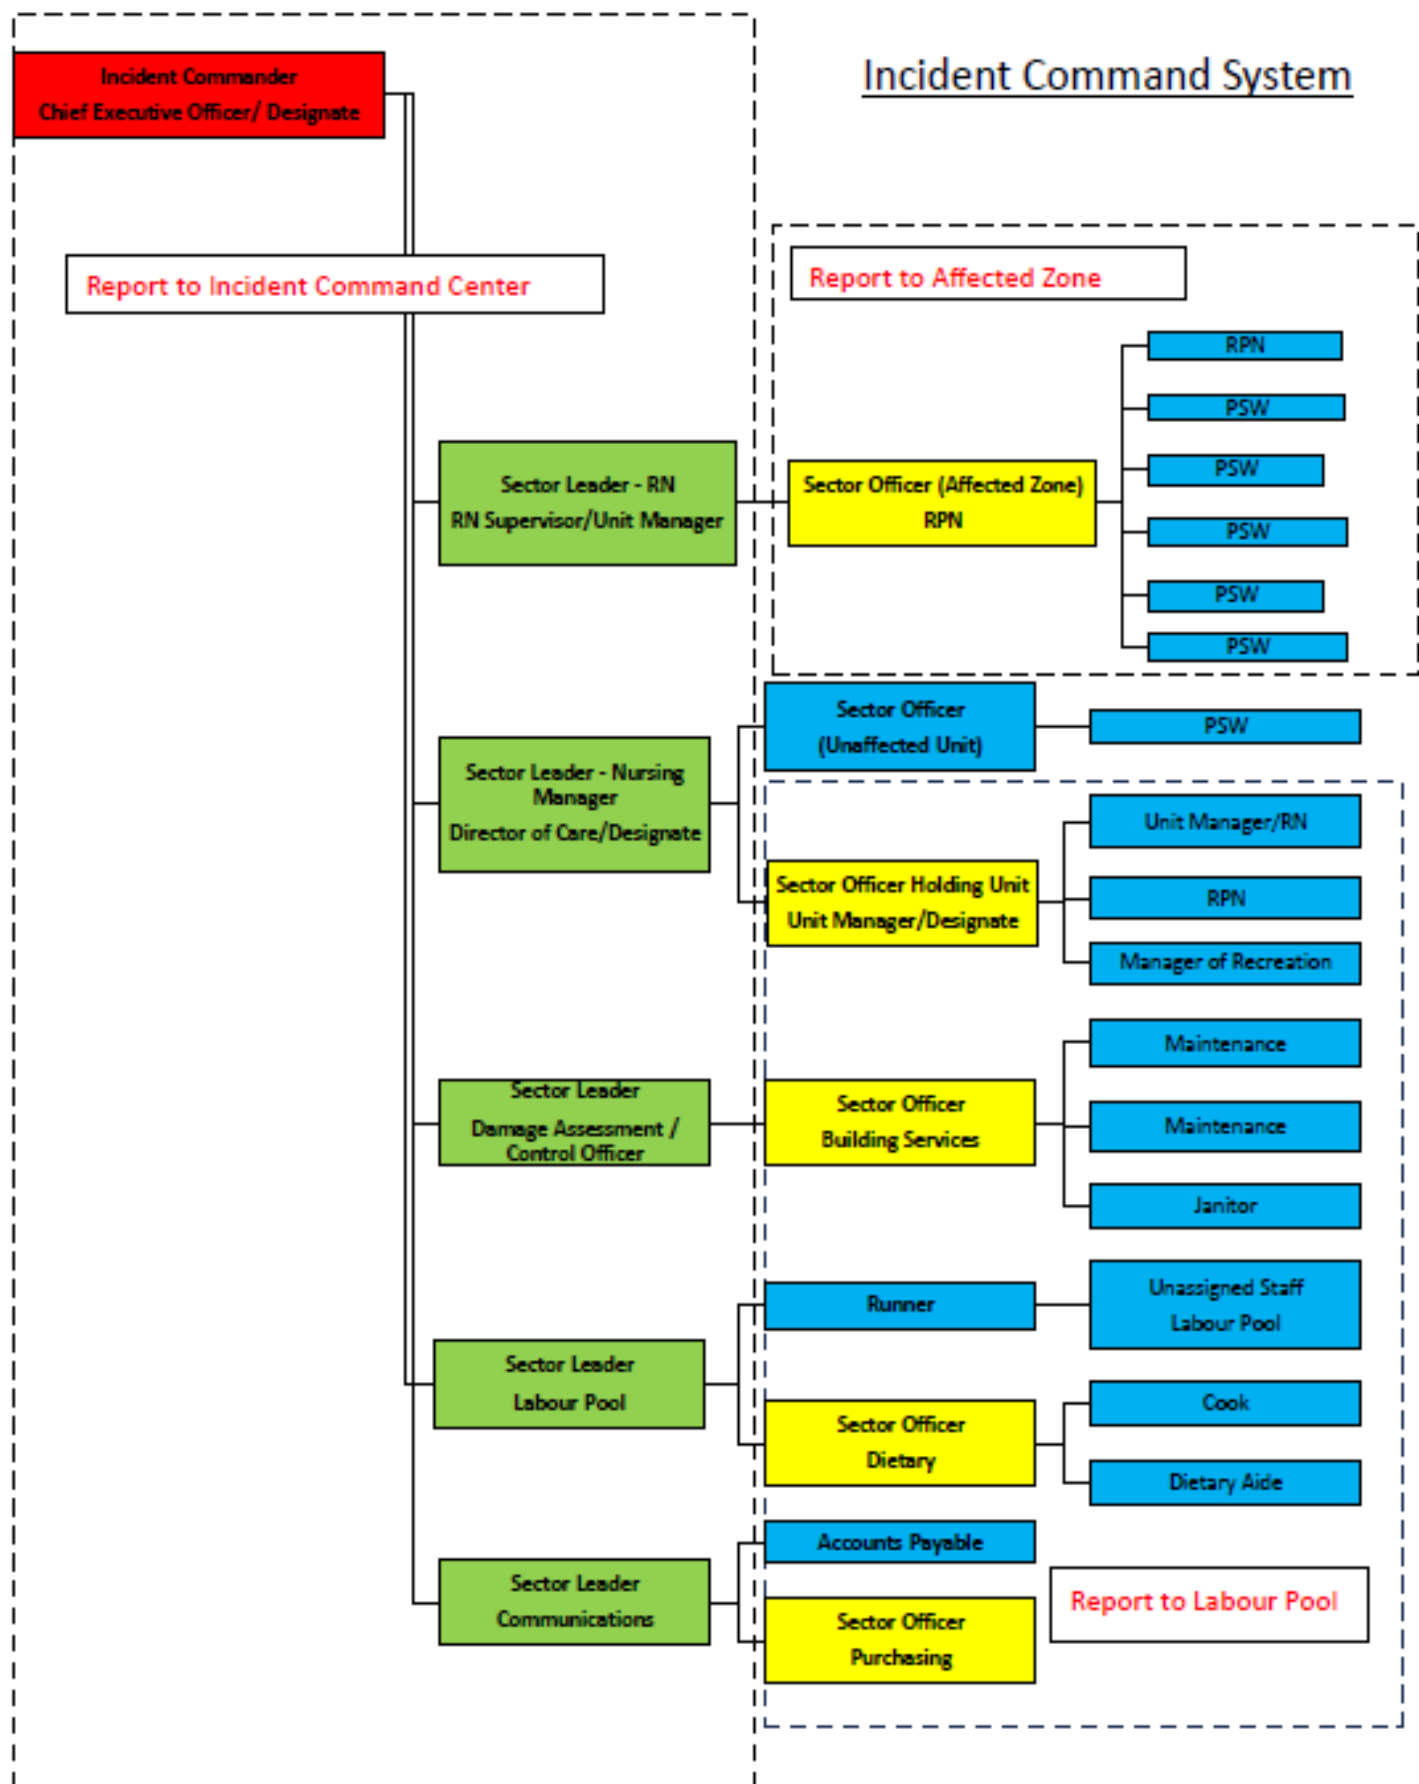 Incident Command System
Incident Commander
Chief Executive Officer/ Designate
Report to Incident Command Center
Report to Affected Zone
Sector Leader - RN
RN Supervisor/Unit Manager
Sector Officer (Affected Zone)
RPN
RPN
PSW
PSW
PSW
PSW
PSW
Sector Leader - Nursing
Manager
Director of Care/Designate
Sector Officer
(Unaffected Unit)
PSW
Sector Officer Holding Unit
Unit Manager/Designate
Unit Manager/RN
RPN
Manager of Recreation
Sector Leader
Damage Assessment /
Control Officer
Sector Officer
Building Services
Maintenance
Maintenance
Janitor
Sector Leader
Labour Pool
Runner
Unassigned Staff
Labour Pool
Sector Officer
Dietary
Cook
Dietary Aide
Sector Leader
Communications
Accounts Payable
Sector Officer
Purchasing
Report to Labour Pool